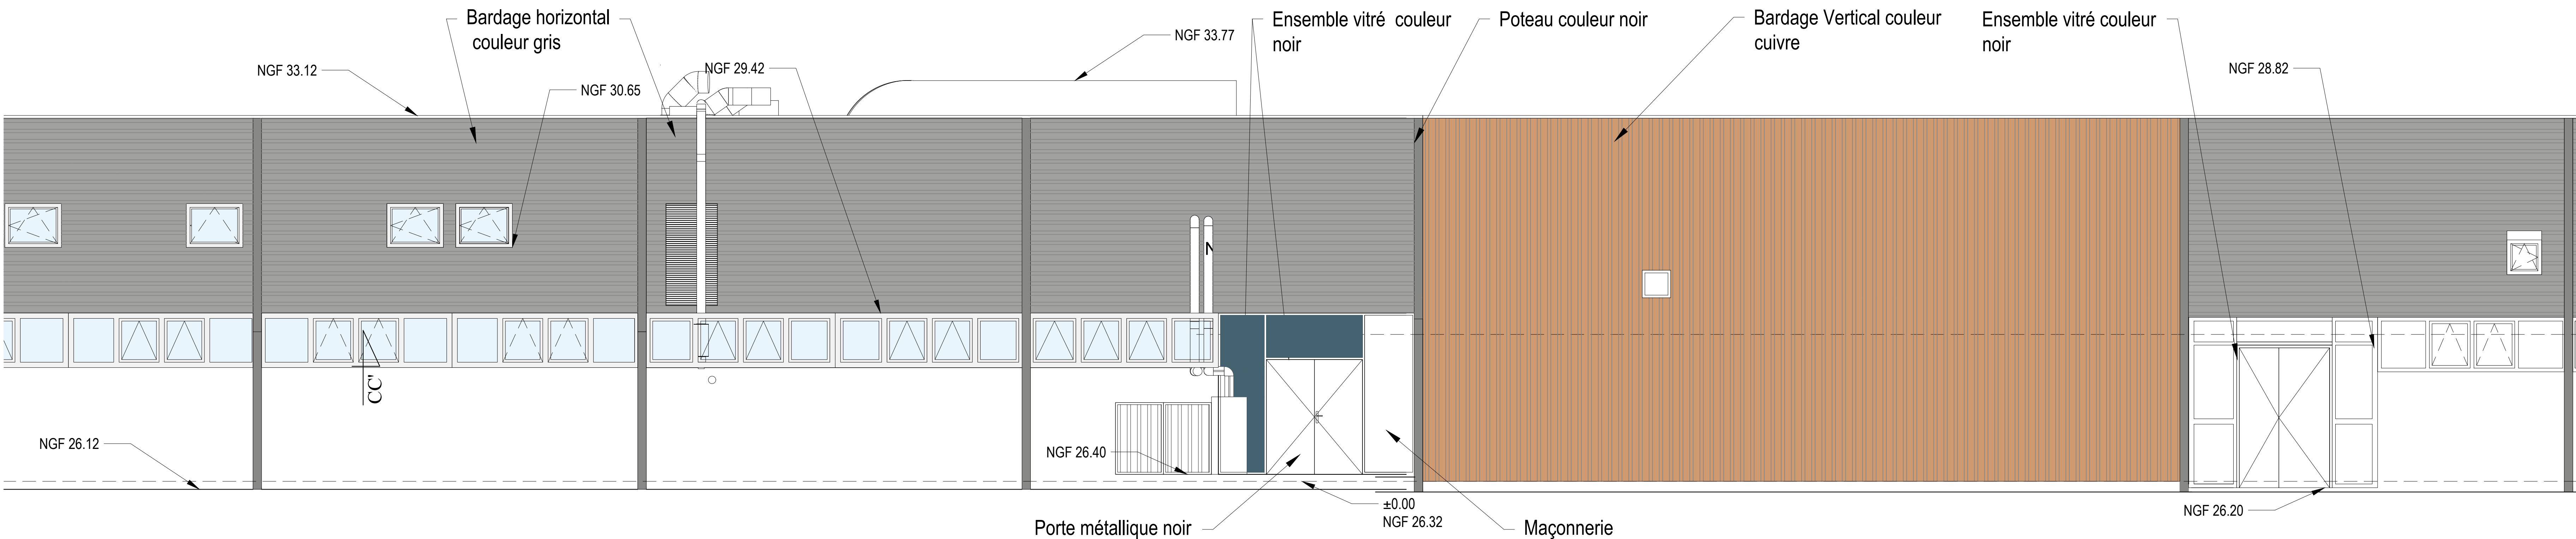 Bardage horizontal
couleur gris
Ensemble vitré couleur
noir
Poteau couleur noir
Bardage Vertical couleur
cuivre
Ensemble vitré couleur
noir
NGF 33.77
NGF 33.12
NGF 29.42
NGF 28.82
NGF 30.65
N
CC'
NGF 26.12
NGF 26.40
±0.00
NGF 26.32
NGF 26.20
Porte métallique noir
Maçonnerie